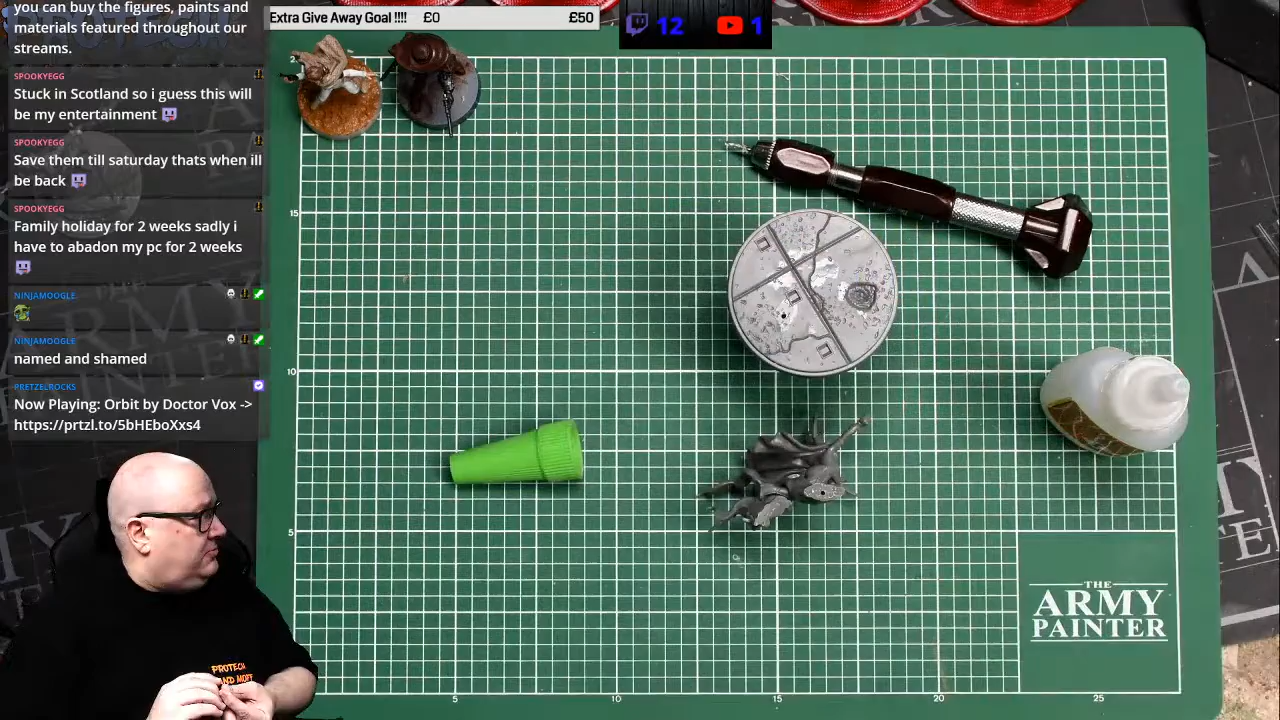 you can buy the figures, paints and
materials featured throughout our
streams.
SPOOKYEGG
Stuck in Scotland so i guess this will
be my entertainment
SPOOKYEGG
Save them till saturday thats when ill
be back
SPOOKYEGG
Family holiday for 2 weeks sadly i
have to abadon my pc for 2 weeks
NINJAMOOGLE
NINJAMOOGLE
named and shamed
PRETZELROCKS
Now Playing: Orbit by Doctor Vox ->
https://prtzl.to/5bHEboXxs4
Extra Give Away Goal !!!! £0 £50
12 1
15
10
5
5 10 15 20 25
THE
ARMY
PAINTER
PROTECH
AND MORE